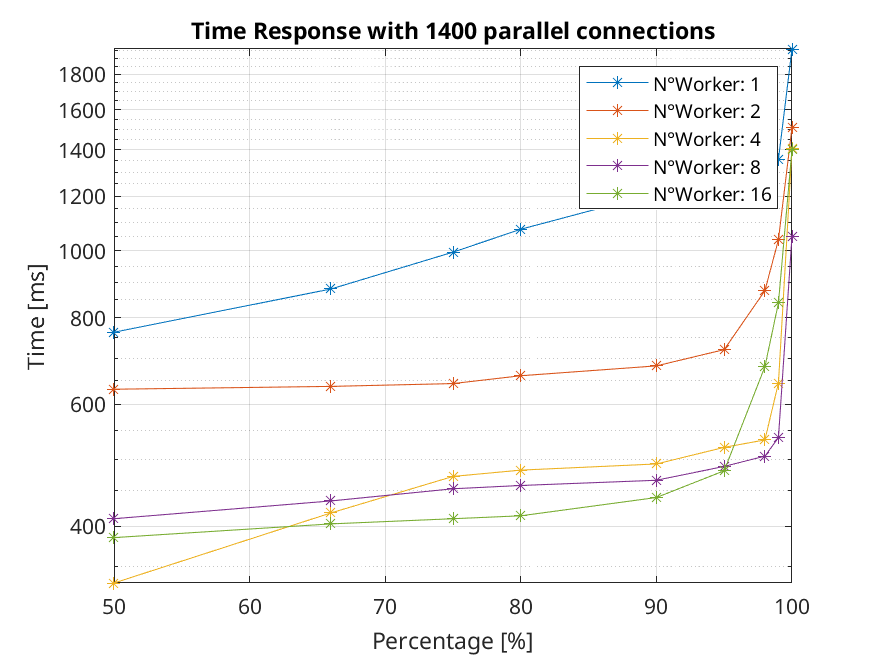 Time Response with 1400 parallel connections
1800
1600
1400
1200
1000
800
600
400
Time [ms]
N°Worker: 1
N°Worker: 2
N°Worker: 4
N°Worker: 8
N°Worker: 16
50 60 70 80 90 100
Percentage [%]